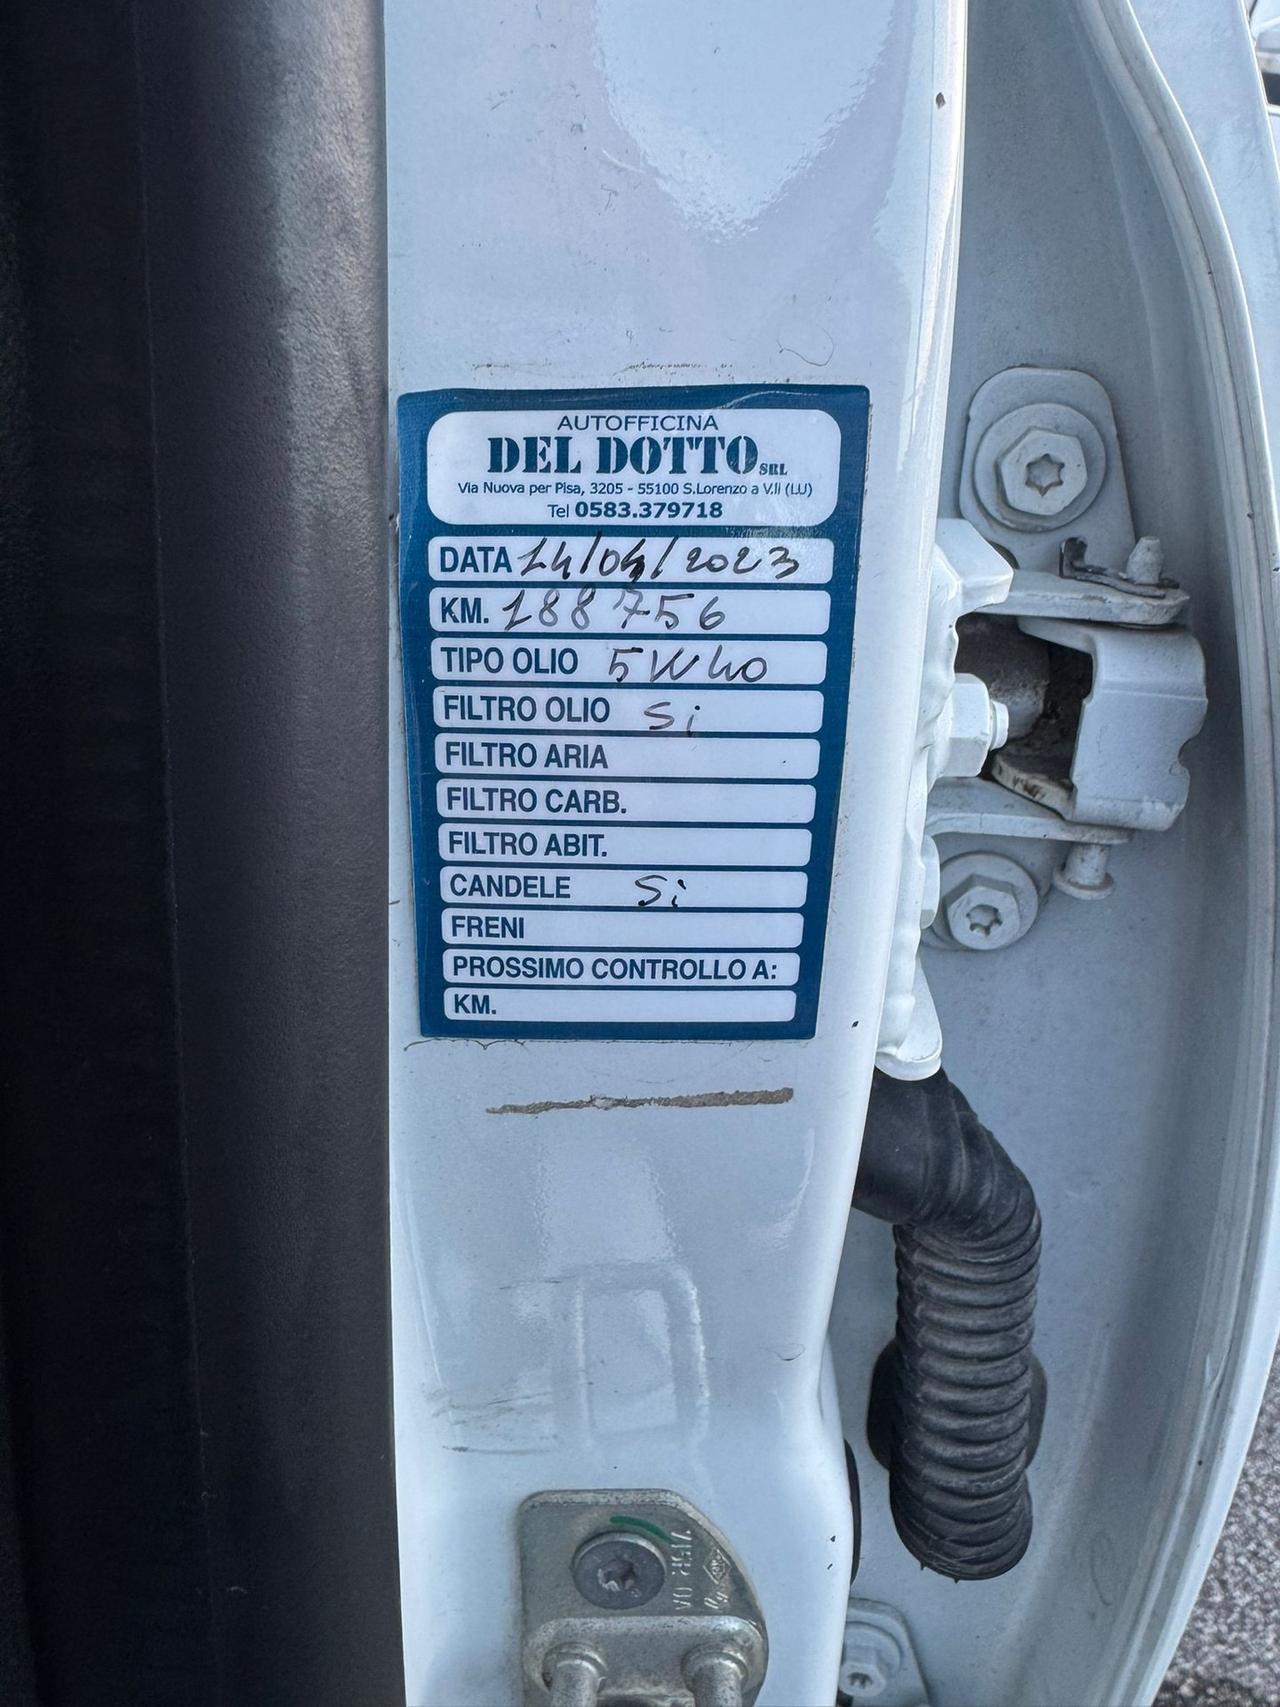 AUTOFFICINA
DEL DOTTO SRL
Via Nuova per Pisa, 3205 - 55100 S.Lorenzo a V.li (LU)
Tel 0583.379718
DATA 14/04/2023
KM. 188756
TIPO OLIO 5W40
FILTRO OLIO Si
FILTRO ARIA
FILTRO CARB.
FILTRO ABIT.
CANDELE Si
FRENI
PROSSIMO CONTROLLO A:
KM.